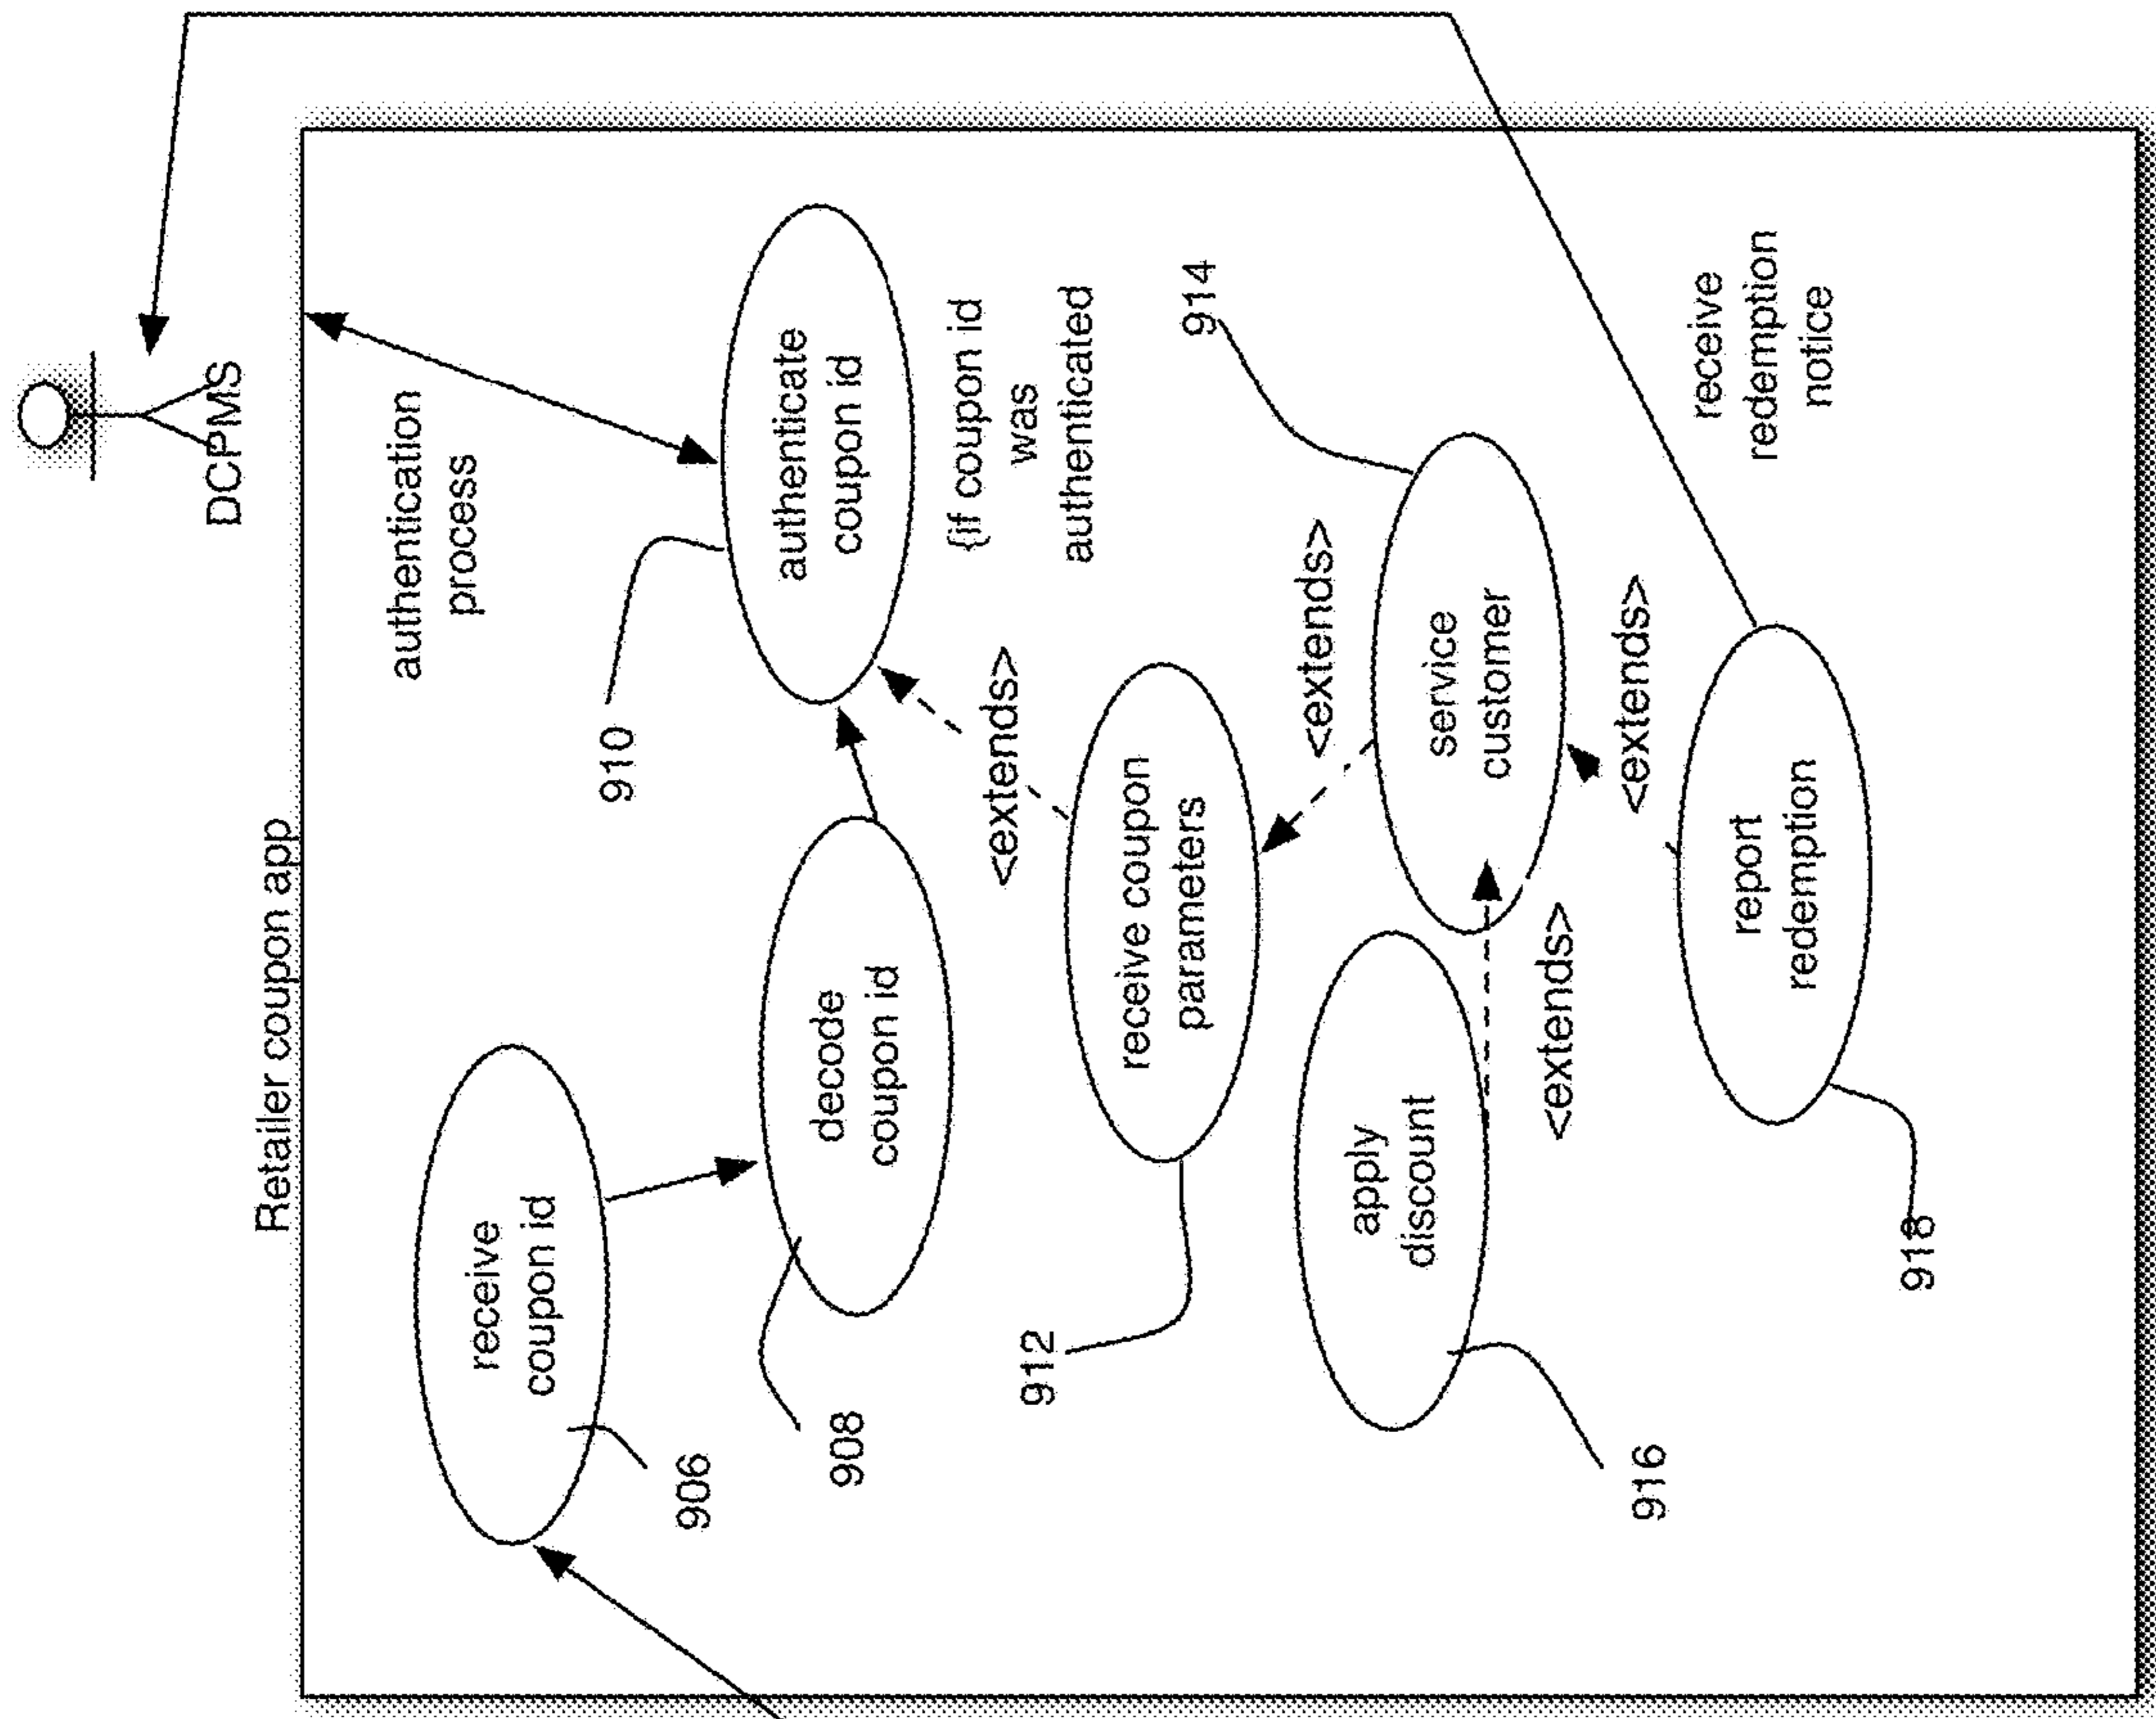 Retailer coupon app
DCPMS
authentication
process
receive
coupon id
906
decode
coupon id
908
authenticate
coupon id
910
{if coupon id
was
authenticated
<extends>
receive coupon
parameters
912
<extends>
service
customer
914
apply
discount
916
<extends>
<extends>
report
redemption
918
receive
redemption
notice